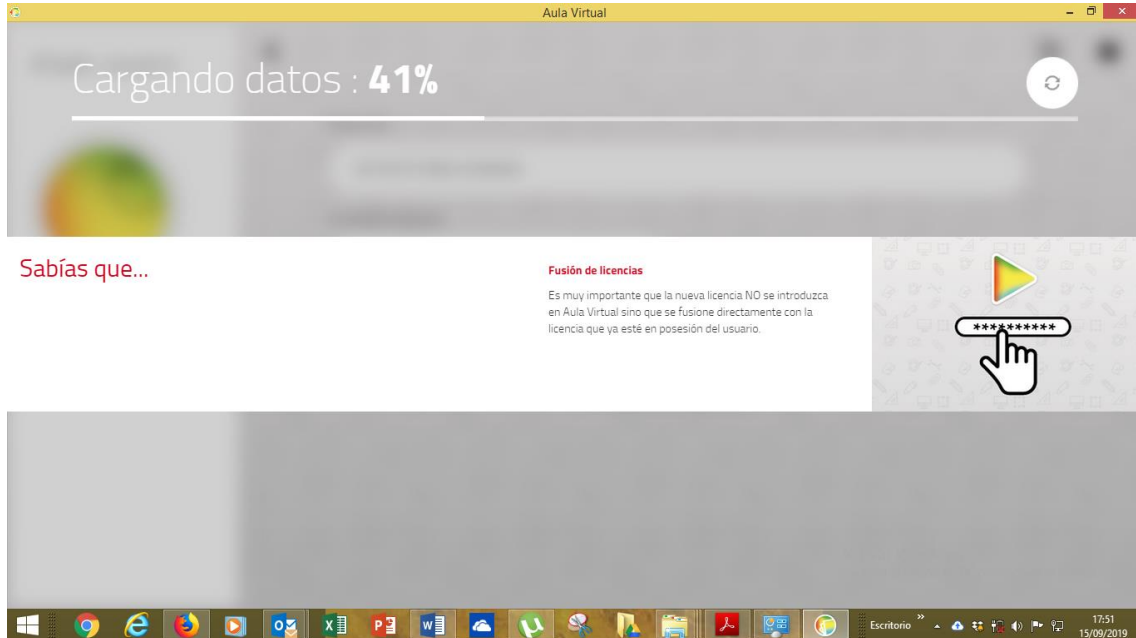 Aula Virtual
Cargando datos : 41%
Sabías que...
Fusión de licencias
Es muy importante que la nueva licencia NO se introduzca
en Aula Virtual sino que se fusione directamente con la
licencia que ya esté en posesión del usuario.
**********
Escritorio
17:51
15/09/2019